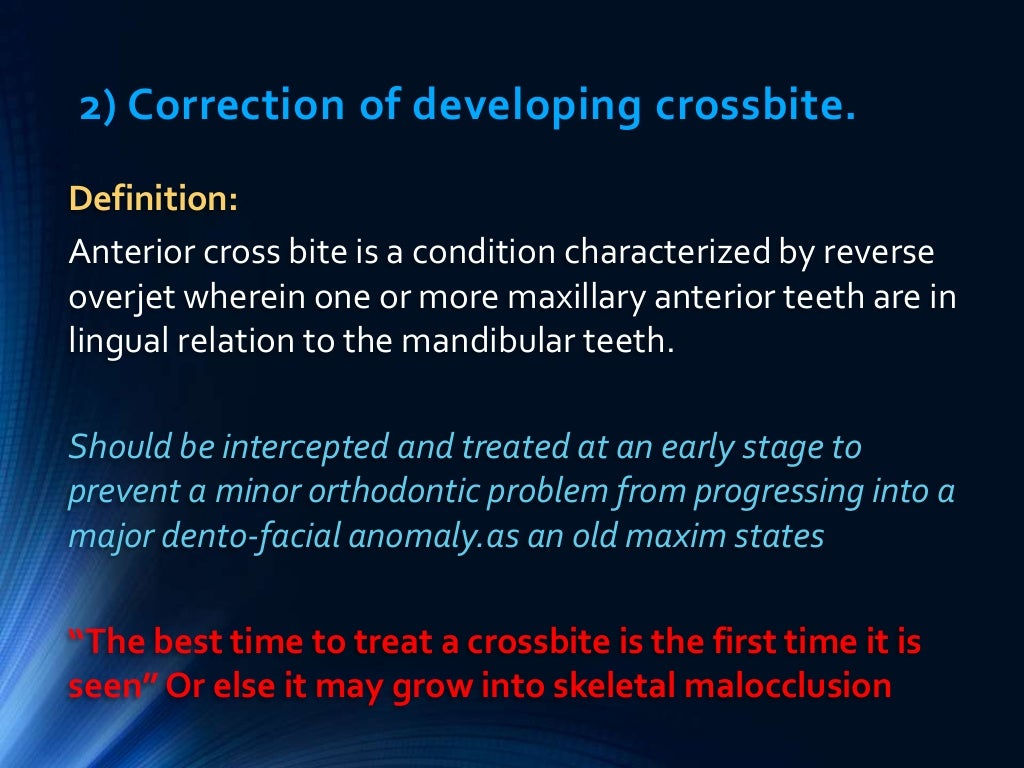 2) Correction of developing crossbite.
Definition:
Anterior cross bite is a condition characterized by reverse
overjet wherein one or more maxillary anterior teeth are in
lingual relation to the mandibular teeth.
Should be intercepted and treated at an early stage to
prevent a minor orthodontic problem from progressing into a
major dento-facial anomaly.as an old maxim states
“The best time to treat a crossbite is the first time it is
seen” Or else it may grow into skeletal malocclusion